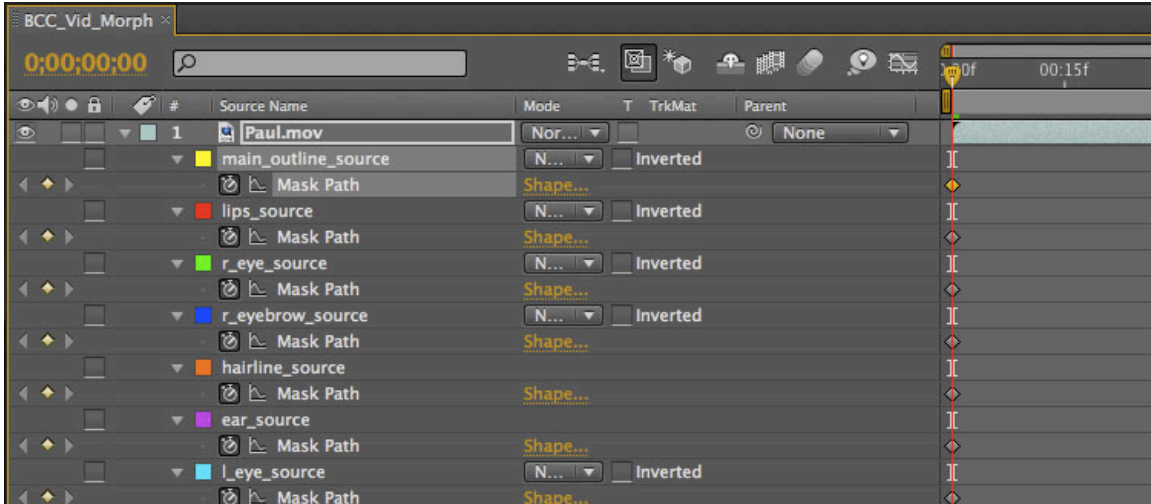 BCC_Vid_Morph ×
0;00;00;00
00:15f
# Source Name Mode T TrkMat Parent
1 Paul.mov Nor... None
main_outline_source N... Inverted
Mask Path Shape...
lips_source N... Inverted
Mask Path Shape...
r_eye_source N... Inverted
Mask Path Shape...
r_eyebrow_source N... Inverted
Mask Path Shape...
hairline_source
Mask Path Shape...
ear_source
Mask Path Shape...
l_eye_source N... Inverted
Mask Path Shape...